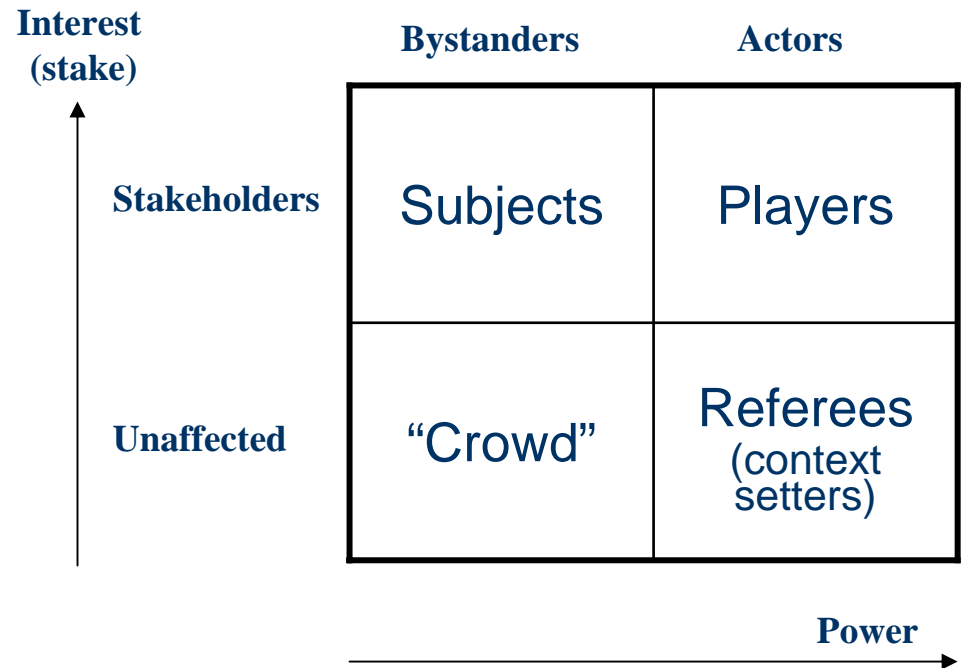 Interest
(stake)
Bystanders
Actors
Stakeholders
Subjects
Players
Unaffected
“Crowd”
Referees
(context
setters)
Power